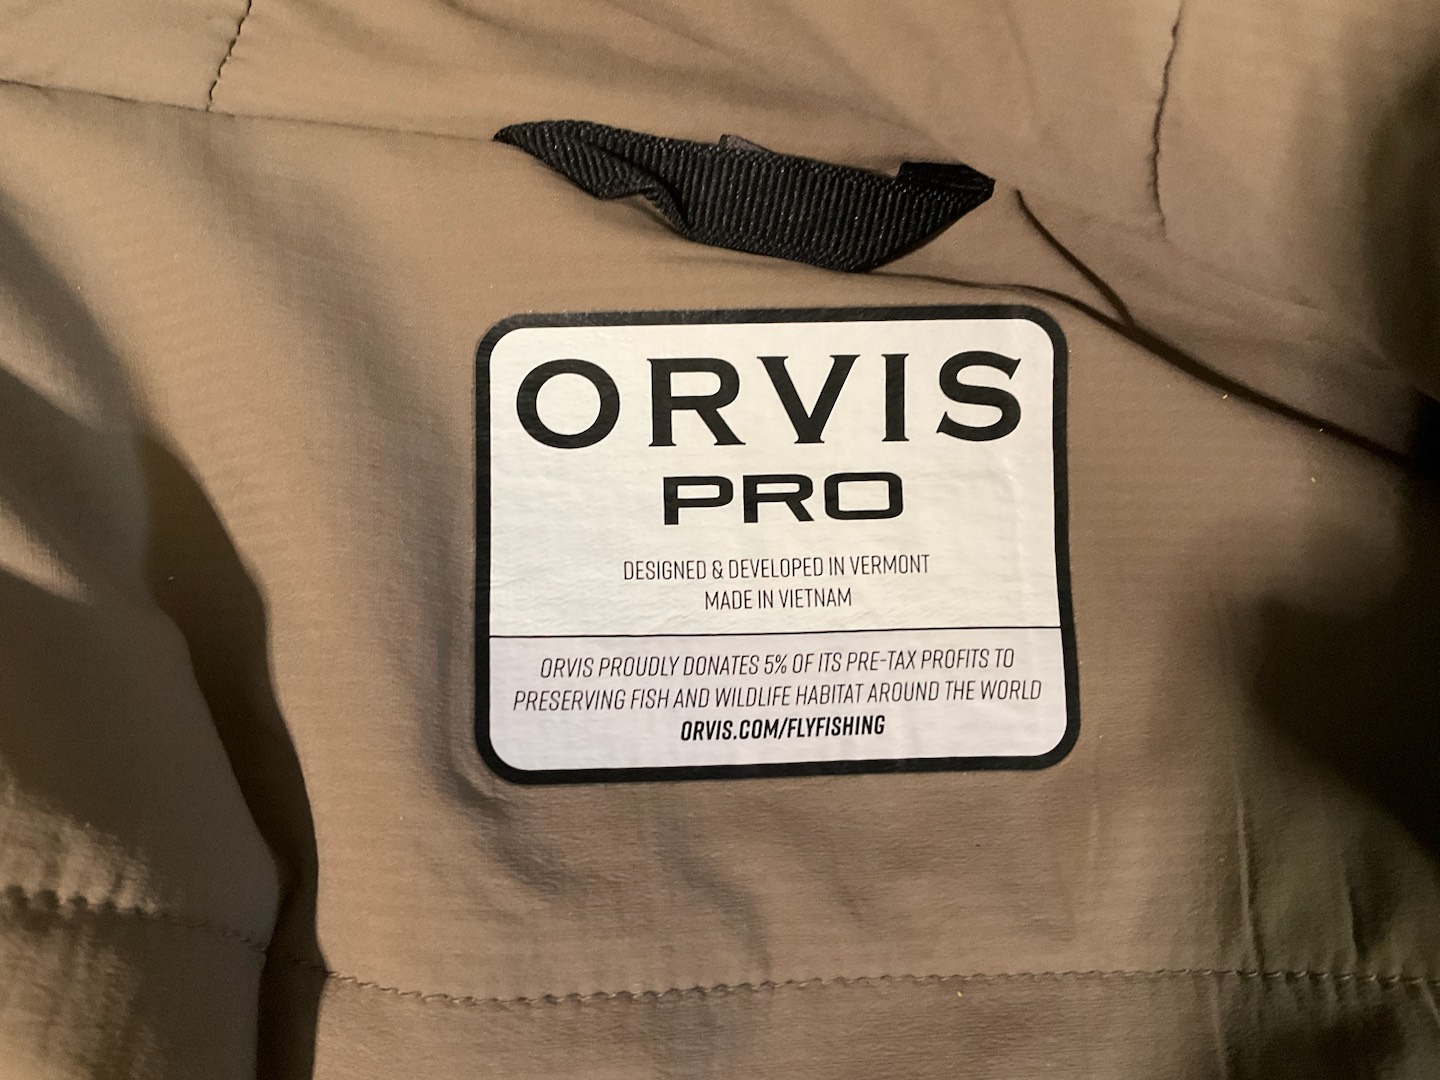 ORVIS
PRO
DESIGNED & DEVELOPED IN VERMONT
MADE IN VIETNAM
ORVIS PROUDLY DONATES 5% OF ITS PRE-TAX PROFITS TO
PRESERVING FISH AND WILDLIFE HABITAT AROUND THE WORLD
ORVIS.COM/FLYFISHING